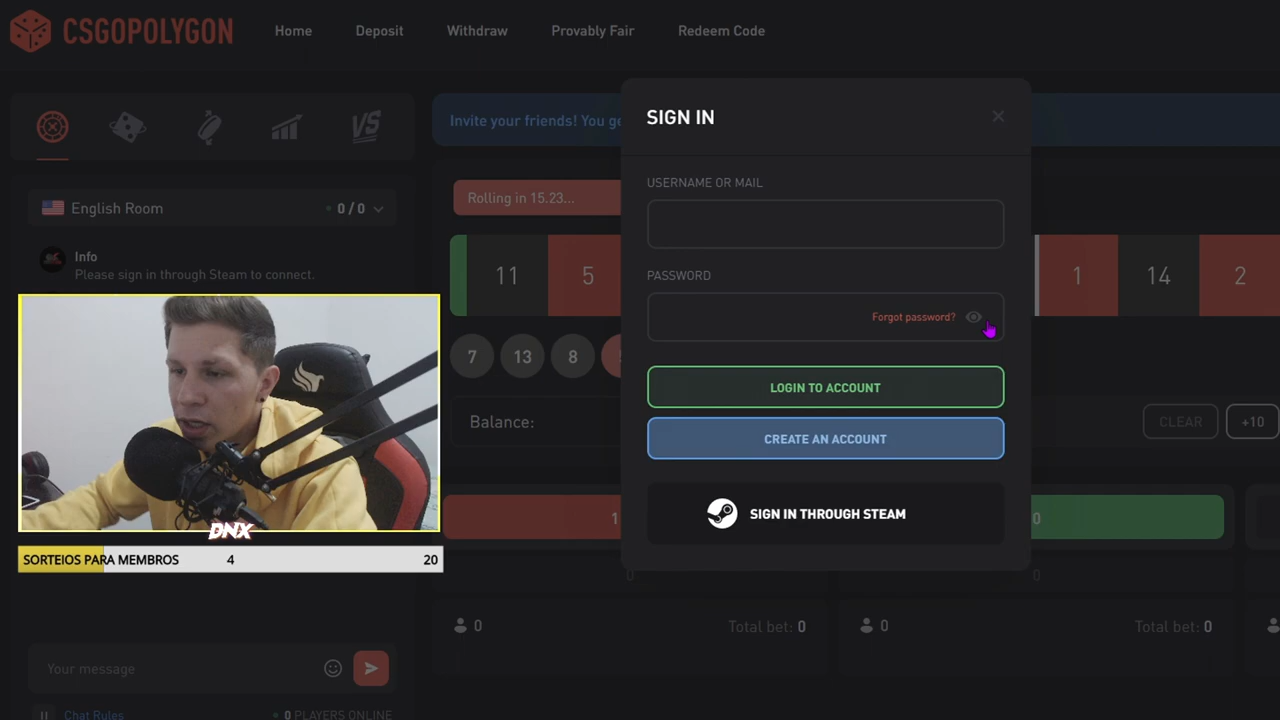 CSGOPOLYGON
Home
Deposit
Withdraw
Provably Fair
Redeem Code
VS
Invite your friends! You ge
SIGN IN
USERNAME OR MAIL
Rolling in 15.23...
English Room
0 / 0
Info
Please sign in through Steam to connect.
11
5
1
14
2
PASSWORD
Forgot password?
7
13
8
LOGIN TO ACCOUNT
Balance:
CLEAR
+10
CREATE AN ACCOUNT
SIGN IN THROUGH STEAM
1
0
DNX
SORTEIOS PARA MEMBROS
4
20
0
0
0
Total bet: 0
0
Total bet: 0
Your message
Chat Rules
0 PLAYERS ONLINE